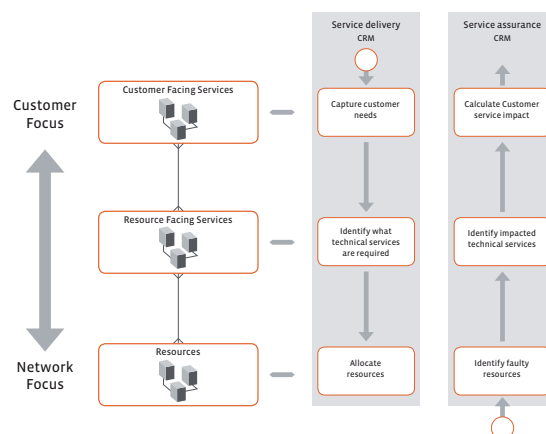 Service delivery
CRM
Service assurance
CRM
Customer
Focus
Customer Facing Services
Capture customer
needs
Calculate Customer
service impact
Resource Facing Services
Identify what
technical services
are required
Identify impacted
technical services
Network
Focus
Resources
Allocate
resources
Identify faulty
resources